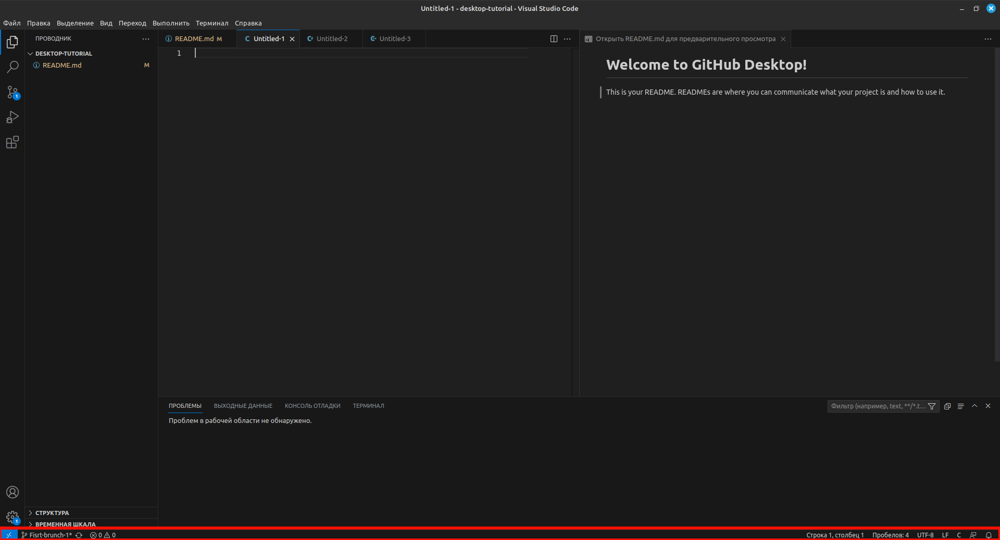 Untitled-1 - desktop-tutorial - Visual Studio Code
Файл Правка Выделение Вид Переход Выполнить Терминал Справка
ПРОВОДНИК
DESKTOP-TUTORIAL
README.md M
СТРУКТУРА
ВРЕМЕННАЯ ШКАЛА
1
1
README.md M Untitled-1 Untitled-2 Untitled-3
1
Открыть README.md для предварительного просмотра
Welcome to GitHub Desktop!
This is your README. READMEs are where you can communicate what your project is and how to use it.
ПРОБЛЕМЫ ВЫХОДНЫЕ ДАННЫЕ КОНСОЛЬ ОТЛАДКИ ТЕРМИНАЛ
Фильтр (например, text, **/*.t...
Проблем в рабочей области не обнаружено.
Fisrt-brunch-1* 0 0 Строка 1, столбец 1 Пробелов: 4 UTF-8 LF C